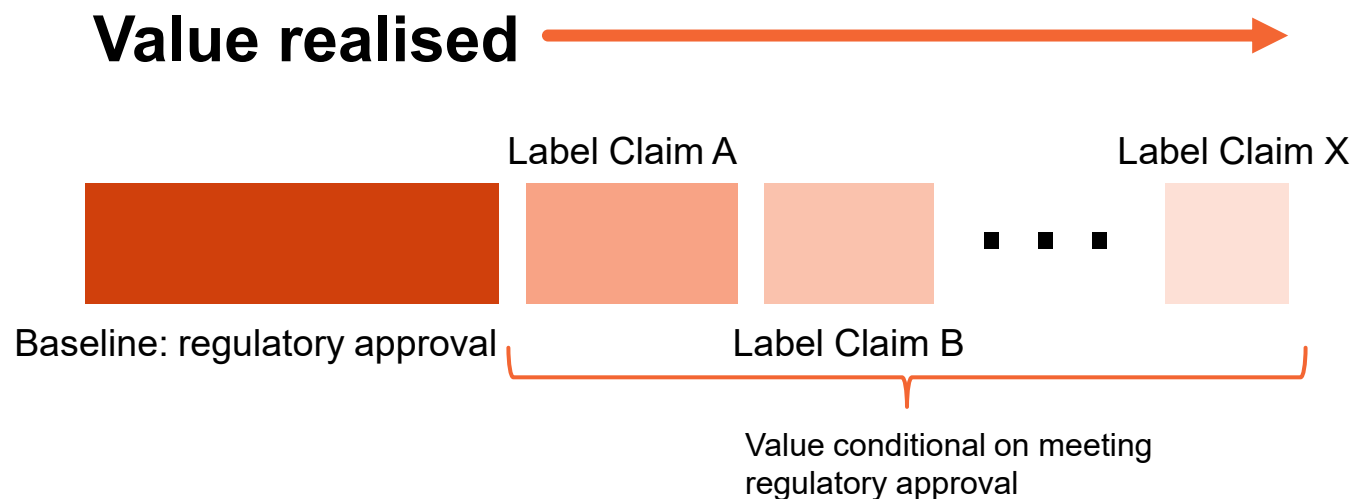 Value realised
Label Claim A
Label Claim X
Baseline: regulatory approval
Label Claim B
Value conditional on meeting
regulatory approval